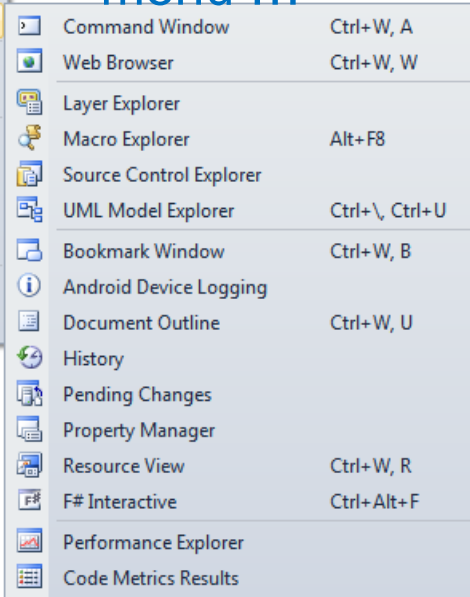 menu ...
Command Window Ctrl+W, A
Web Browser Ctrl+W, W
Layer Explorer
Macro Explorer Alt+F8
Source Control Explorer
UML Model Explorer Ctrl+\, Ctrl+U
Bookmark Window Ctrl+W, B
Android Device Logging
Document Outline Ctrl+W, U
History
Pending Changes
Property Manager
Resource View Ctrl+W, R
F# Interactive Ctrl+Alt+F
Performance Explorer
Code Metrics Results